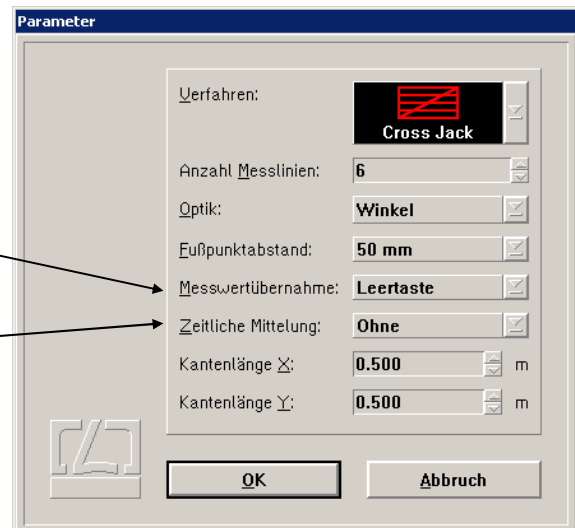 Parameter
Verfahren:
Cross Jack
Anzahl Messlinien: 6
Optik: Winkel
Fußpunktabstand: 50 mm
Messwertübernahme: Leertaste
Zeitliche Mittelung: Ohne
Kantenlänge X: 0.500 m
Kantenlänge Y: 0.500 m
OK Abbruch